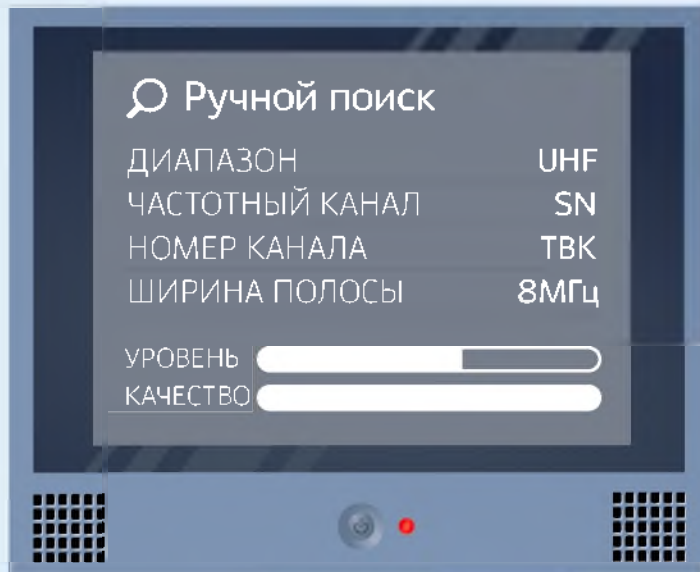 Ручной поиск
ДИАПАЗОН UHF
ЧАСТОТНЫЙ КАНАЛ SN
НОМЕР КАНАЛА ТВК
ШИРИНА ПОЛОСЫ 8МГц
УРОВЕНЬ
КАЧЕСТВО